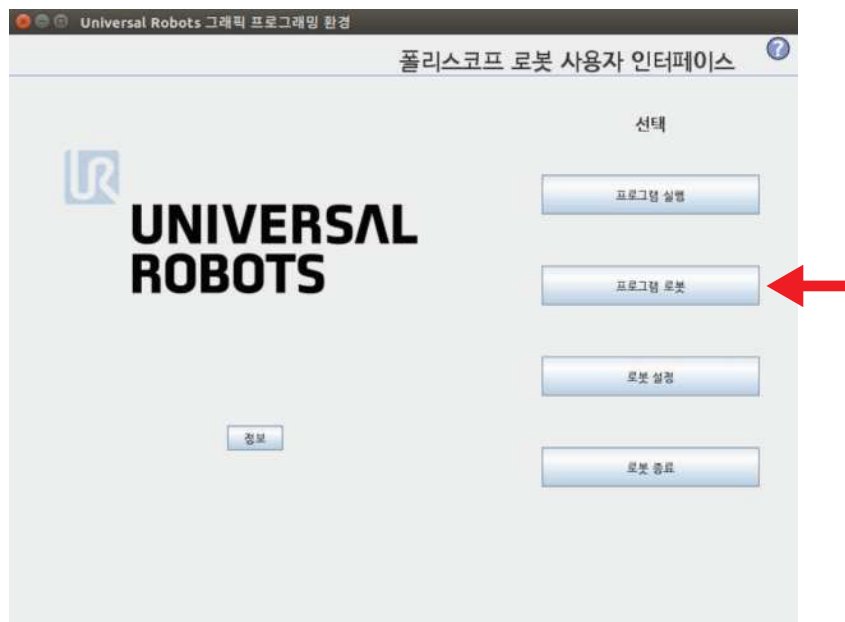 Universal Robots 그래픽 프로그래밍 환경
폴리스코프 로봇 사용자 인터페이스
?
선택
UR
UNIVERSAL
ROBOTS
프로그램 실행
프로그램 로봇
로봇 설정
정보
로봇 종료